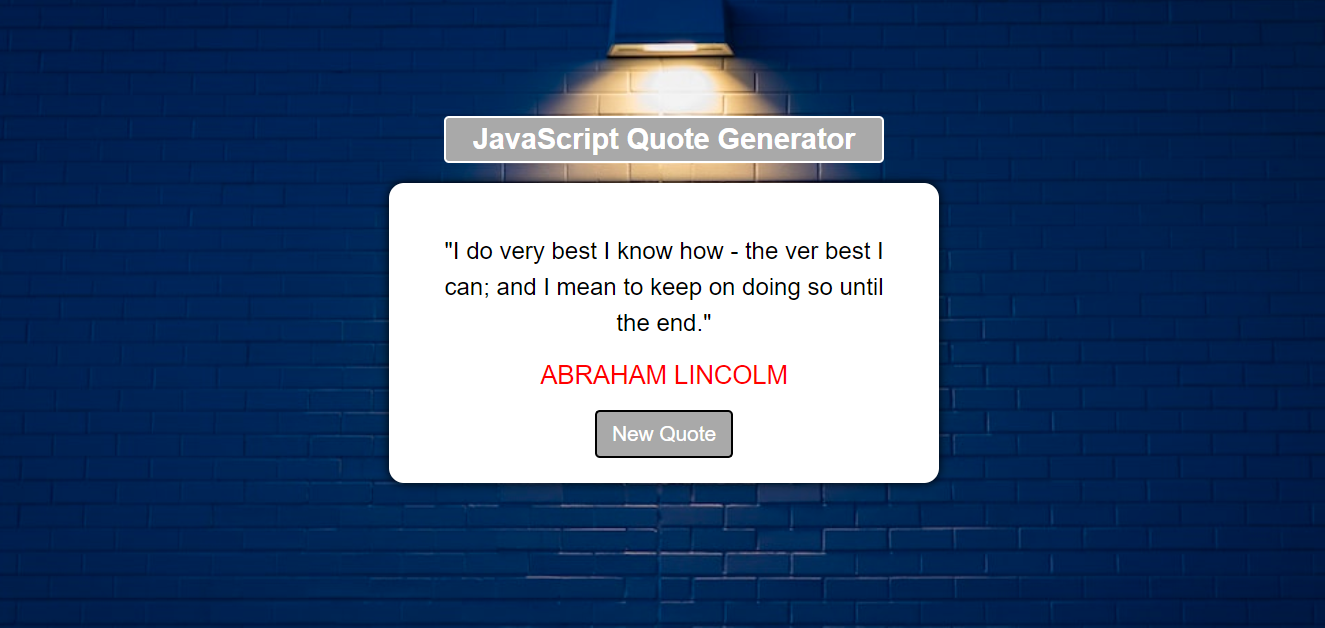 JavaScript Quote Generator
"I do very best I know how - the ver best I
can; and I mean to keep on doing so until
the end."
ABRAHAM LINCOLM
New Quote